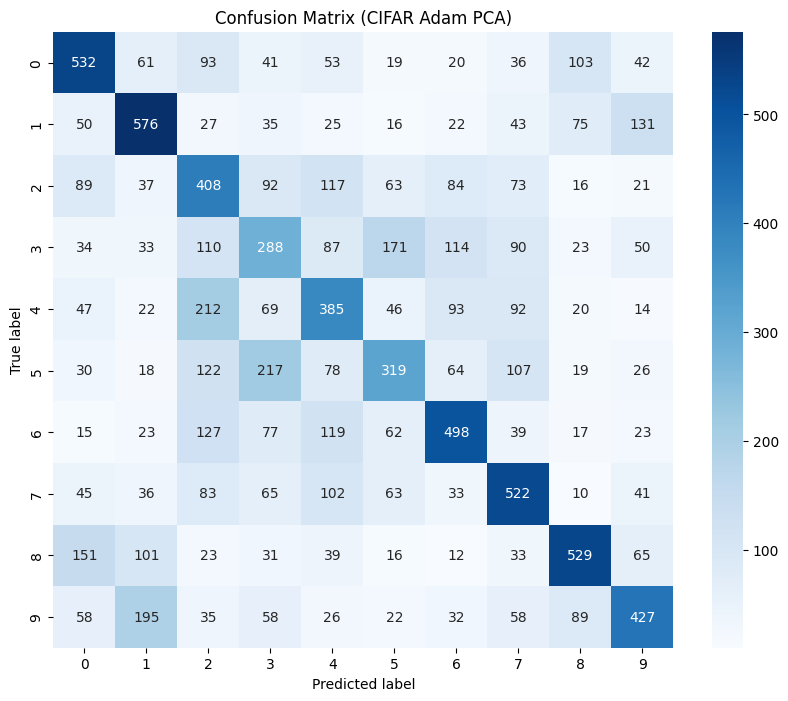 Confusion Matrix (CIFAR Adam PCA)
0 532 61 93 41 53 19 20 36 103 42
1 50 576 27 35 25 16 22 43 75 131
2 89 37 408 92 117 63 84 73 16 21
3 34 33 110 288 87 171 114 90 23 50
4 47 22 212 69 385 46 93 92 20 14
5 30 18 122 217 78 319 64 107 19 26
6 15 23 127 77 119 62 498 39 17 23
7 45 36 83 65 102 63 33 522 10 41
8 151 101 23 31 39 16 12 33 529 65
9 58 195 35 58 26 22 32 58 89 427
0 1 2 3 4 5 6 7 8 9
Predicted label
True label
500
400
300
200
100